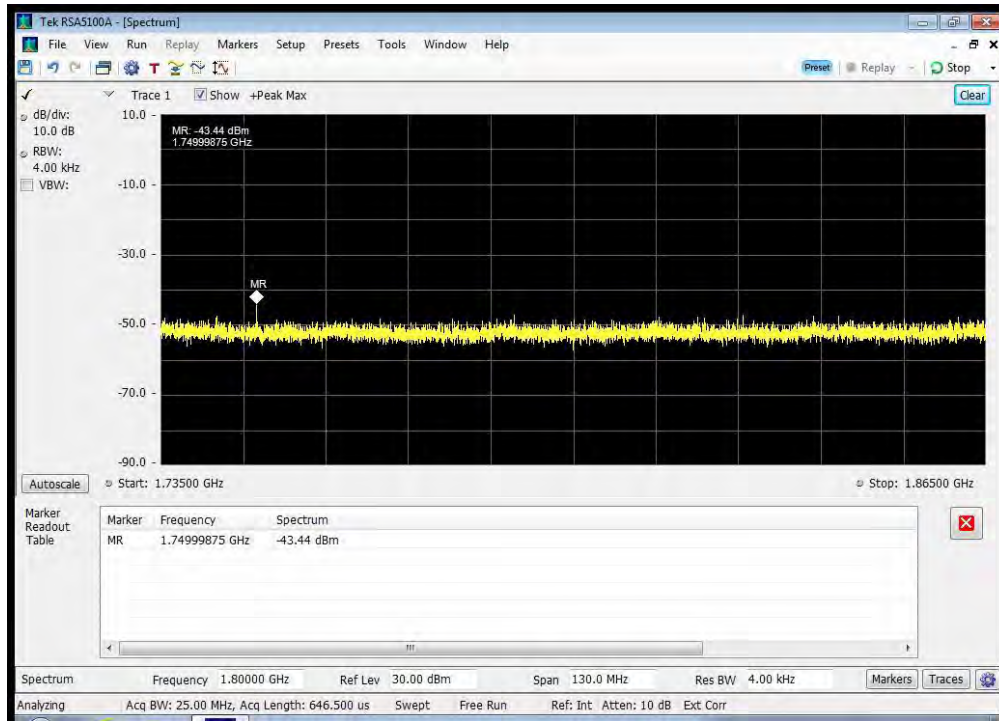 Tek RSA5100A - [Spectrum]
File View Run Replay Markers Setup Presets Tools Window Help
T
Preset Replay Stop
Trace 1 Show +Peak Max Clear
dB/div:
10.0 dB
RBW:
4.00 kHz
VBW:
10.0
-10.0
-30.0
-50.0
-70.0
-90.0
MR: -43.44 dBm
1.74999875 GHz
MR
Autoscale Start: 1.73500 GHz Stop: 1.86500 GHz
Marker
Readout
Table
Marker Frequency Spectrum
MR 1.74999875 GHz -43.44 dBm
Spectrum Frequency 1.80000 GHz Ref Lev 30.00 dBm Span 130.0 MHz Res BW 4.00 kHz Markers Traces
Analyzing Acq BW: 25.00 MHz, Acq Length: 646.500 us Swept Free Run Ref: Int Atten: 10 dB Ext Corr